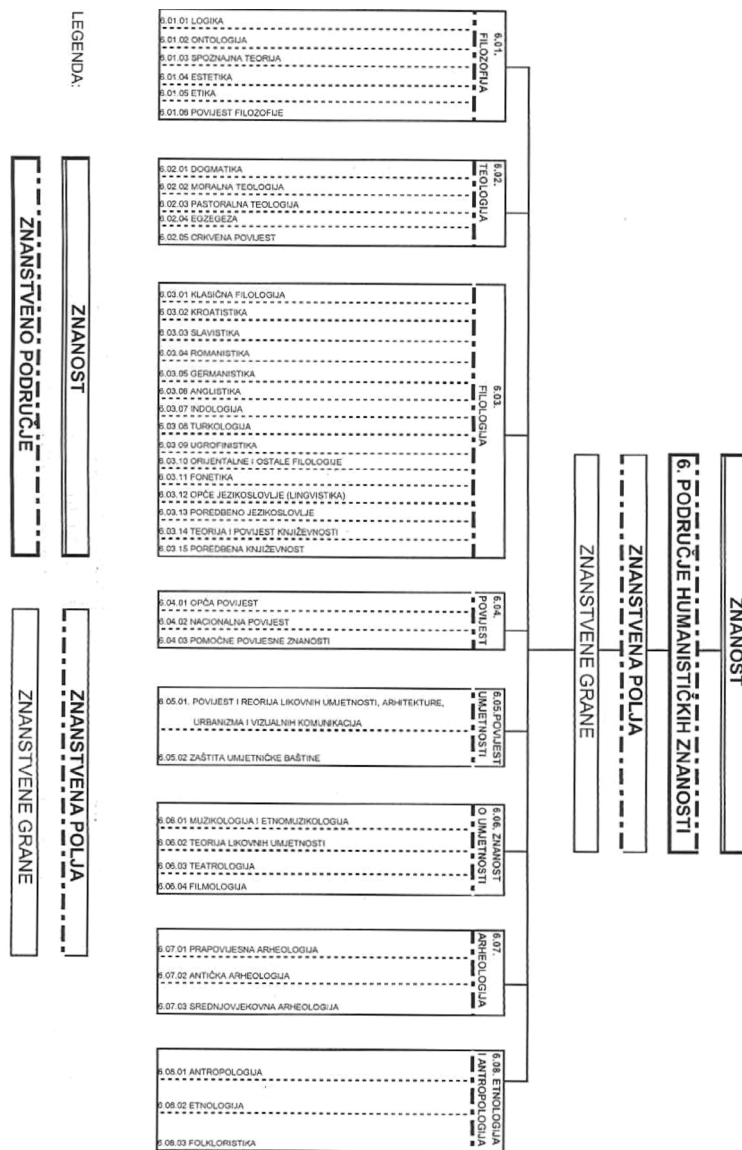 ZNANOST
6. PODRUČJE HUMANISTIČKIH ZNANOSTI
ZNANSTVENA POLJA
ZNANSTVENE GRANE
6.01.
FILOZOFIJA
6.01.01 LOGIKA
6.01.02 ONTOLOGIJA
6.01.03 SPOZNAJNA TEORIJA
6.01.04 ESTETIKA
6.01.05 ETIKA
6.01.06 POVIJEST FILOZOFIJE
6.02.
TEOLOGIJA
6.02.01 DOGMATIKA
6.02.02 MORALNA TEOLOGIJA
6.02.03 PASTORALNA TEOLOGIJA
6.02.04 EGZEGEZA
6.02.05 CRKVENA POVIJEST
6.03.
FILOLOGIJA
6.03.01 KLASIČNA FILOLOGIJA
6.03.02 KROATISTIKA
6.03.03 SLAVISTIKA
6.03.04 ROMANISTIKA
6.03.05 GERMANISTIKA
6.03.06 ANGLISTIKA
6.03.07 INDOLOGIJA
6.03.08 TURKOLOGIJA
6.03.09 UGROFINISTIKA
6.03.10 ORIJENTALNE I OSTALE FILOLOGIJE
6.03.11 FONETIKA
6.03.12 OPĆE JEZIKOSLOVLJE (LINGVISTIKA)
6.03.13 POREDBENO JEZIKOSLOVLJE
6.03.14 TEORIJA I POVIJEST KNJIŽEVNOSTI
6.03.15 POREDBENA KNJIŽEVNOST
6.04.
POVIJEST
6.04.01 OPĆA POVIJEST
6.04.02 NACIONALNA POVIJEST
6.04.03 POMOĆNE POVIJESNE ZNANOSTI
6.05.POVIJEST
UMJETNOSTI
6.05.01. POVIJEST I REORIJA LIKOVNIH UMJETNOSTI, ARHITEKTURE,
URBANIZMA I VIZUALNIH KOMUNIKACIJA
6.05.02 ZAŠTITA UMJETNIČKE BAŠTINE
6.06. ZNANOST
O UMJETNOSTI
6.06.01 MUZIKOLOGIJA I ETNOMUZIKOLOGIJA
6.06.02 TEORIJA LIKOVNIH UMJETNOSTI
6.06.03 TEATROLOGIJA
6.06.04 FILMOLOGIJA
6.07.
ARHEOLOGIJA
6.07.01 PRAPOVIJESNA ARHEOLOGIJA
6.07.02 ANTIČKA ARHEOLOGIJA
6.07.03 SREDNJOVJEKOVNA ARHEOLOGIJA
6.08. ETNOLOGIJA
I ANTROPOLOGIJA
6.08.01 ANTROPOLOGIJA
6.08.02 ETNOLOGIJA
6.08.03 FOLKLORISTIKA
LEGENDA:
ZNANOST
ZNANSTVENO PODRUČJE
ZNANSTVENA POLJA
ZNANSTVENE GRANE